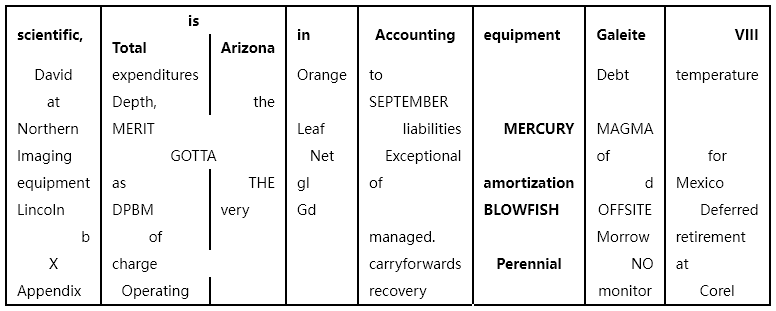 scientific, is in Accounting equipment Galeite VIII
Total Arizona
David expenditures Orange to Debt temperature
at Depth, the SEPTEMBER
Northern MERIT Leaf liabilities MERCURY MAGMA
Imaging GOTTA Net Exceptional of for
equipment as THE gl of amortization d Mexico
Lincoln DPBM very Gd BLOWFISH OFFSITE Deferred
b of managed. Morrow retirement
X charge carryforwards Perennial NO at
Appendix Operating recovery monitor Corel